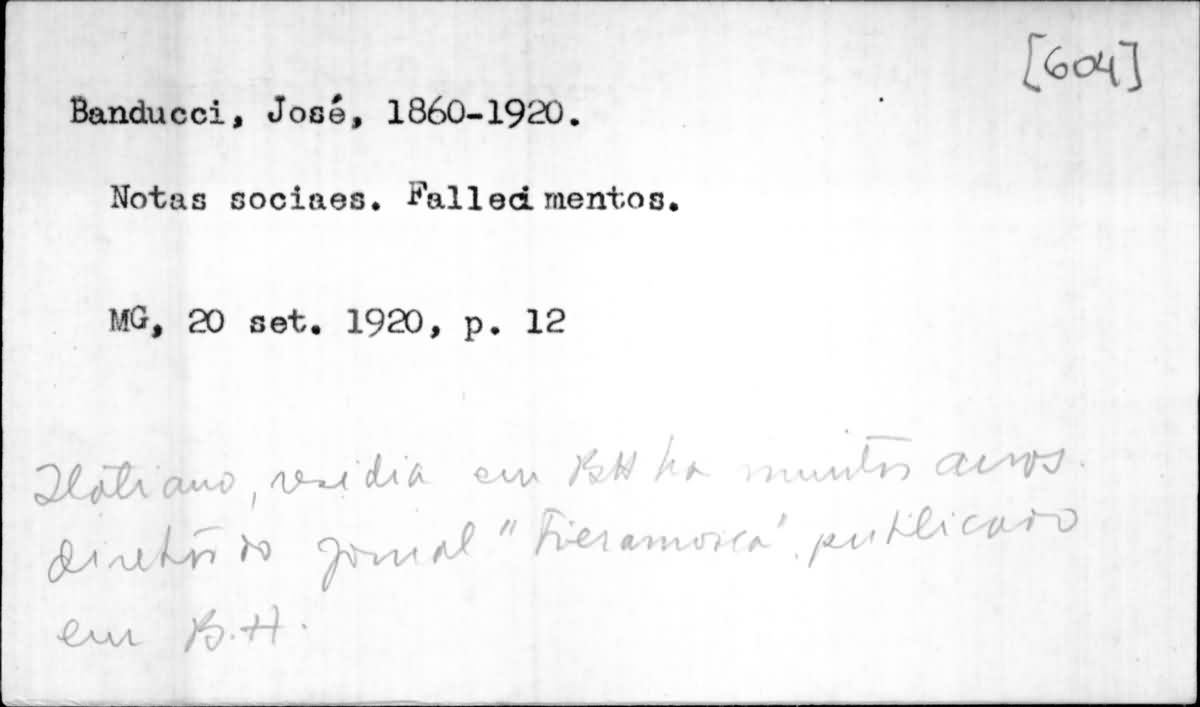 [604]
Banducci, José, 1860-1920.
Notas sociaes. Fallecimentos.
MG, 20 set. 1920, p. 12
Italiano, residia em BH ha muitos anos.
diretor do jornal "Fieramosca". publicado
em B.H.